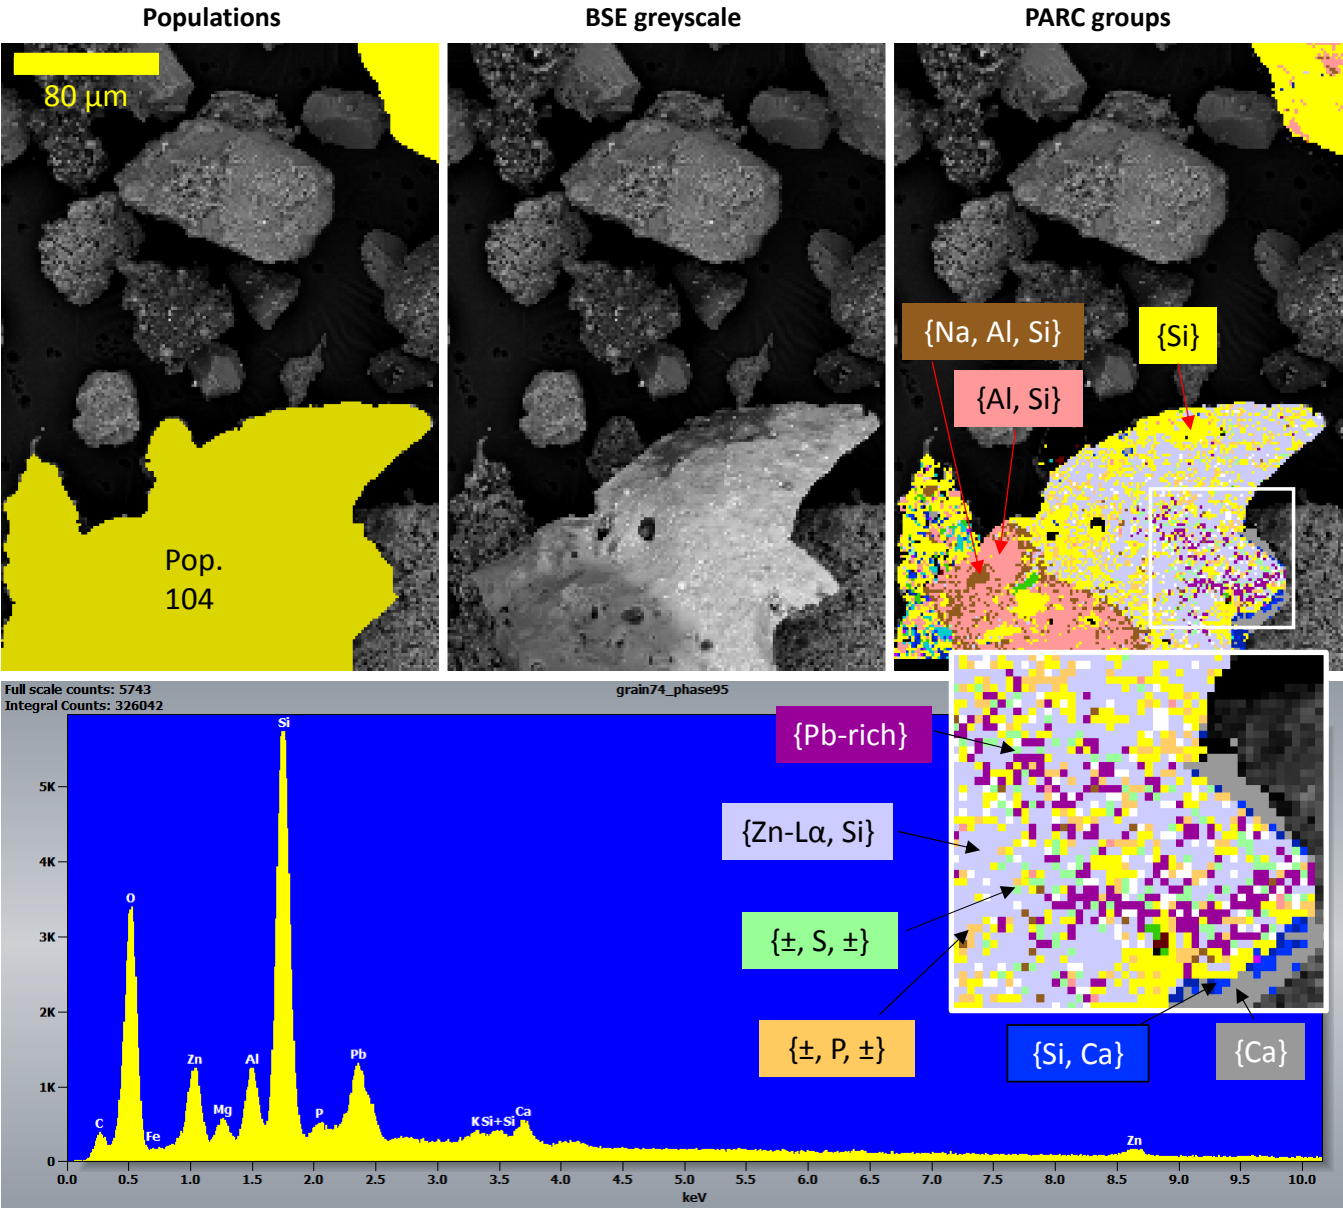 Populations
BSE greyscale
PARC groups
80 µm
{Na, Al, Si}
{Si}
{Al, Si}
Pop.
104
Full scale counts: 5743
Integral Counts: 326042
grain74_phase95
Si
{Pb-rich}
5K
4K
{Zn-Lα, Si}
O
3K
{±, S, ±}
2K
{±, P, ±}
{Si, Ca}
{Ca}
Zn
Al
Pb
1K
Mg
P
C
Fe
K
Si+Si
Ca
Zn
0
0.0
0.5
1.0
1.5
2.0
2.5
3.0
3.5
4.0
4.5
5.0
5.5
6.0
6.5
7.0
7.5
8.0
8.5
9.0
9.5
10.0
keV